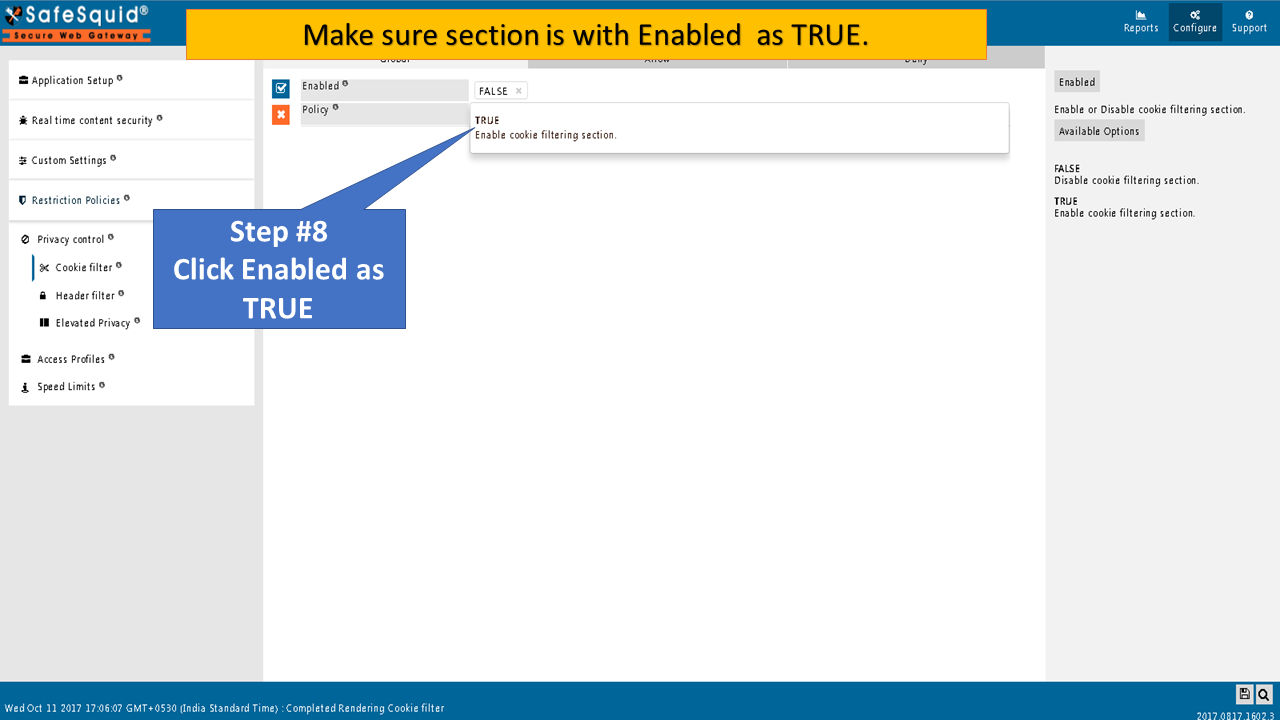 SafeSquid®
Secure Web Gateway
Make sure section is with Enabled as TRUE.
Reports
Configure
Support
Global
Allow
Deny
Application Setup
Real time content security
Custom Settings
Restriction Policies
Privacy control
Cookie filter
Header filter
Elevated Privacy
Access Profiles
Speed Limits
Enabled
FALSE ×
Policy
TRUE
Enable cookie filtering section.
Step #8
Click Enabled as
TRUE
Enabled
Enable or Disable cookie filtering section.
Available Options
FALSE
Disable cookie filtering section.
TRUE
Enable cookie filtering section.
Wed Oct 11 2017 17:06:07 GMT+0530 (India Standard Time) : Completed Rendering Cookie filter
2017.0817.1602.3